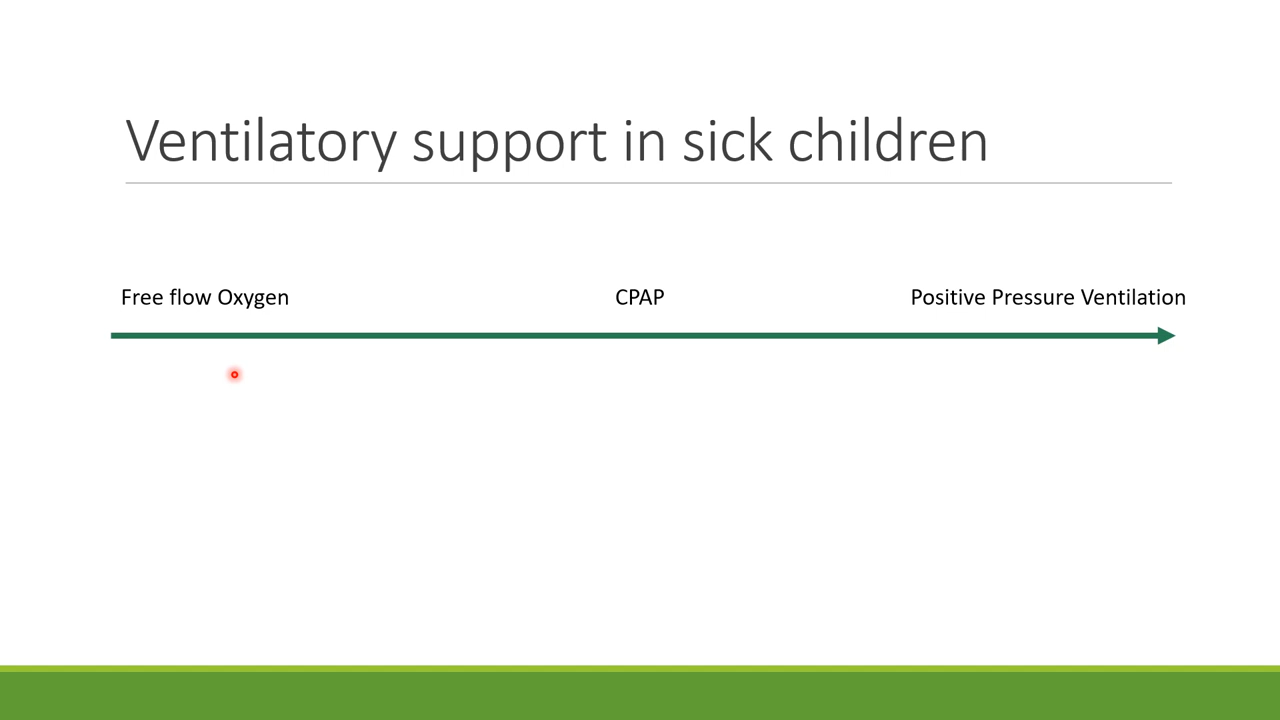 Ventilatory support in sick children
Free flow Oxygen
CPAP
Positive Pressure Ventilation